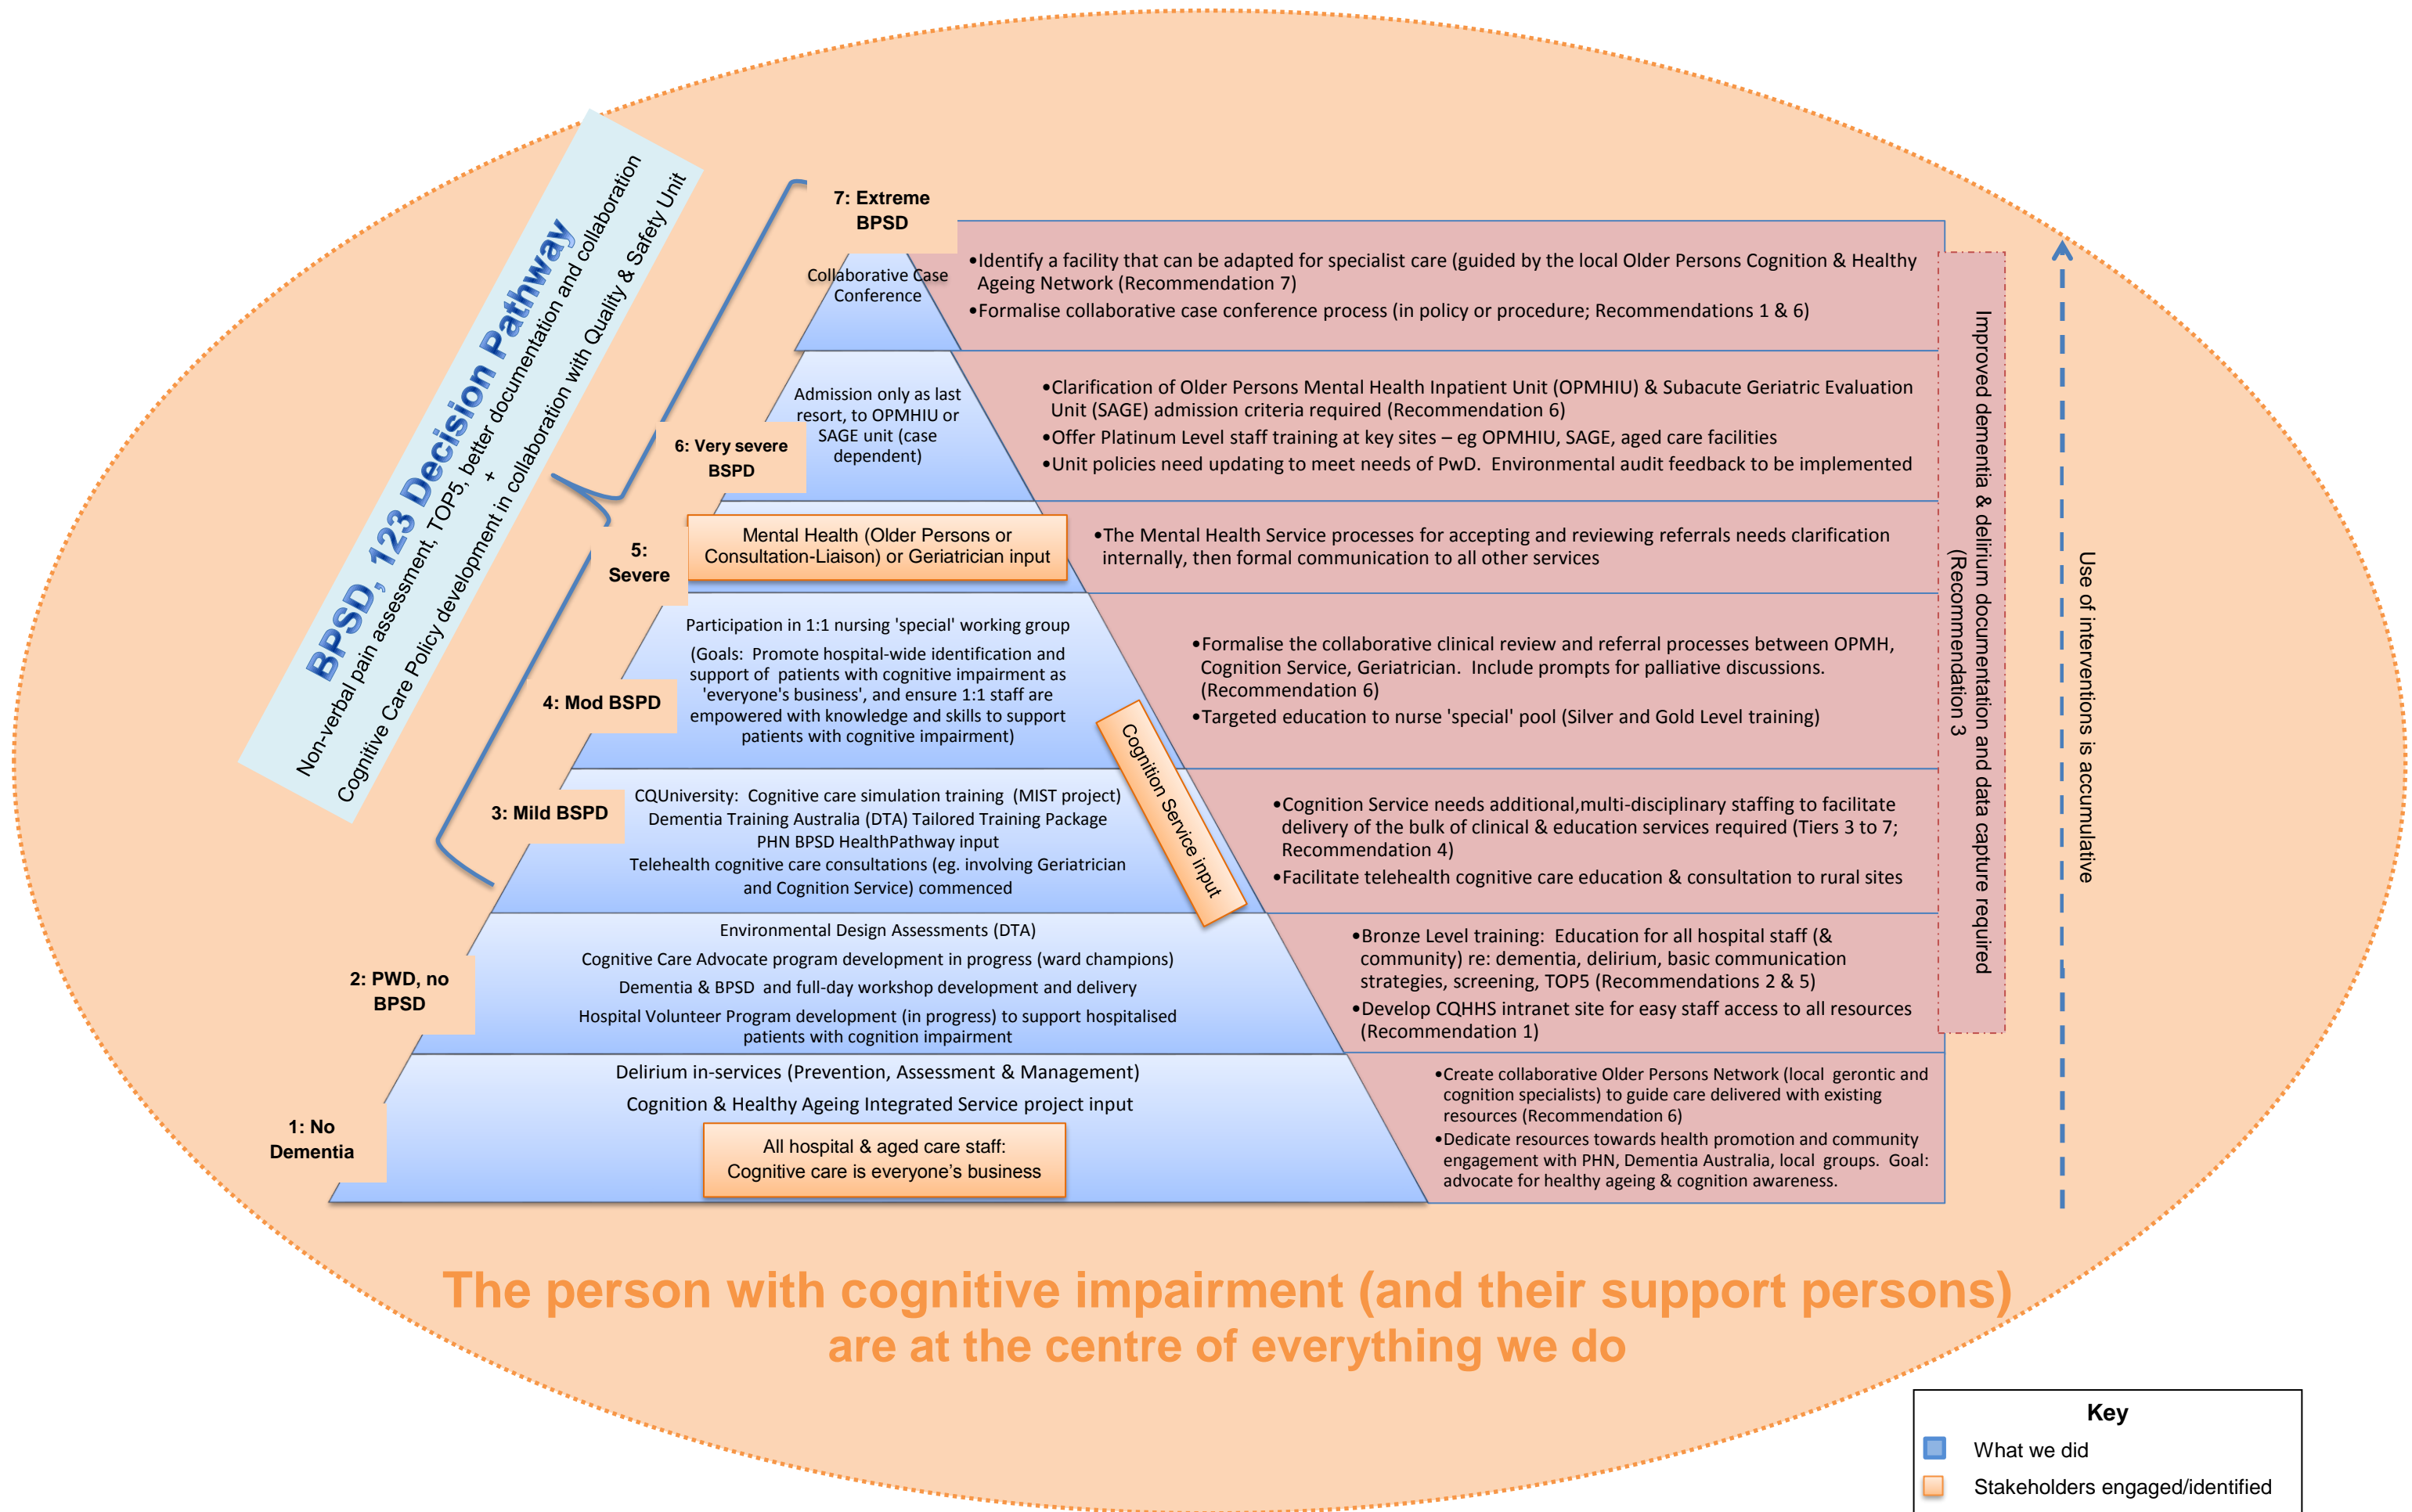 BPSD, 123 Decision Pathway
Non-verbal pain assessment, TOP5, better documentation and collaboration
+
Cognitive Care Policy development in collaboration with Quality & Safety Unit
7: Extreme
BPSD
Collaborative Case
Conference
•Identify a facility that can be adapted for specialist care (guided by the local Older Persons Cognition & Healthy
Ageing Network (Recommendation 7)
•Formalise collaborative case conference process (in policy or procedure; Recommendations 1 & 6)
6: Very severe
BSPD
Admission only as last
resort, to OPMHIU or
SAGE unit (case
dependent)
•Clarification of Older Persons Mental Health Inpatient Unit (OPMHIU) & Subacute Geriatric Evaluation
Unit (SAGE) admission criteria required (Recommendation 6)
•Offer Platinum Level staff training at key sites – eg OPMHIU, SAGE, aged care facilities
•Unit policies need updating to meet needs of PwD.  Environmental audit feedback to be implemented
5:
Severe
Mental Health (Older Persons or
Consultation-Liaison) or Geriatrician input
•The Mental Health Service processes for accepting and reviewing referrals needs clarification
internally, then formal communication to all other services
4: Mod BSPD
Participation in 1:1 nursing 'special' working group
(Goals:  Promote hospital-wide identification and
support of  patients with cognitive impairment as
'everyone's business', and ensure 1:1 staff are
empowered with knowledge and skills to support
patients with cognitive impairment)
•Formalise the collaborative clinical review and referral processes between OPMH,
Cognition Service, Geriatrician.  Include prompts for palliative discussions.
(Recommendation 6)
•Targeted education to nurse 'special' pool (Silver and Gold Level training)
Cognition Service input
3: Mild BSPD
CQUniversity:  Cognitive care simulation training  (MIST project)
Dementia Training Australia (DTA) Tailored Training Package
PHN BPSD HealthPathway input
Telehealth cognitive care consultations (eg. involving Geriatrician
and Cognition Service) commenced
•Cognition Service needs additional,multi-disciplinary staffing to facilitate
delivery of the bulk of clinical & education services required (Tiers 3 to 7;
Recommendation 4)
•Facilitate telehealth cognitive care education & consultation to rural sites
2: PWD, no
BPSD
Environmental Design Assessments (DTA)
Cognitive Care Advocate program development in progress (ward champions)
Dementia & BPSD  and full-day workshop development and delivery
Hospital Volunteer Program development (in progress) to support hospitalised
patients with cognition impairment
•Bronze Level training:  Education for all hospital staff (&
community) re: dementia, delirium, basic communication
strategies, screening, TOP5 (Recommendations 2 & 5)
•Develop CQHHS intranet site for easy staff access to all resources
(Recommendation 1)
1: No
Dementia
Delirium in-services (Prevention, Assessment & Management)
Cognition & Healthy Ageing Integrated Service project input
All hospital & aged care staff:
Cognitive care is everyone’s business
•Create collaborative Older Persons Network (local  gerontic and
cognition specialists) to guide care delivered with existing
resources (Recommendation 6)
•Dedicate resources towards health promotion and community
engagement with PHN, Dementia Australia, local  groups.  Goal:
advocate for healthy ageing & cognition awareness.
Improved dementia & delirium documentation and data capture required
(Recommendation 3
Use of interventions is accumulative
The person with cognitive impairment (and their support persons)
are at the centre of everything we do
Key
What we did
Stakeholders engaged/identified